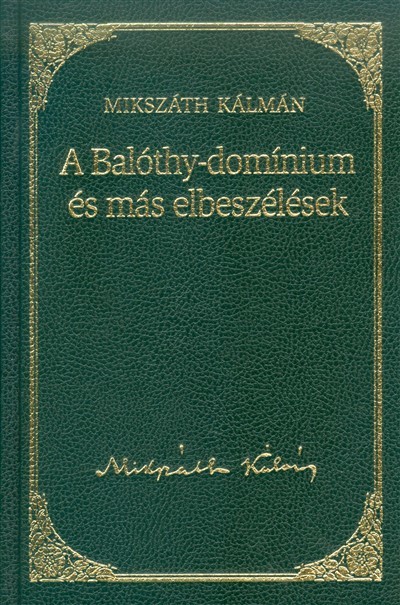 MIKSZÁTH KÁLMÁN
A Balóthy-domínium
és más elbeszélések
Mikszáth Kálmán